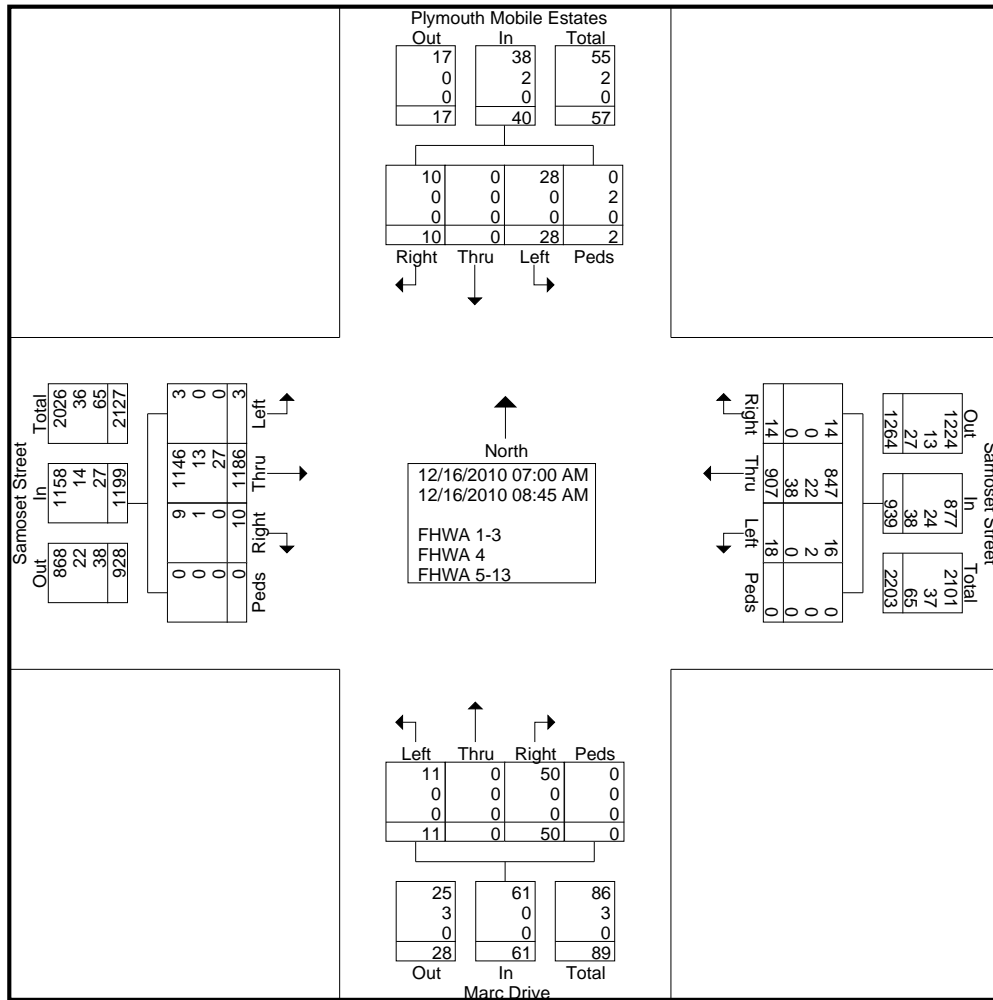 Plymouth Mobile Estates
Out In Total
17 38 55
0 2 2
0 0 0
17 40 57
10 0 28 0
0 0 0 2
0 0 0 0
10 0 28 2
Right Thru Left Peds
Samoset Street
Total In Out
2026 1158 868
36 14 22
65 27 38
2127 1199 928
Left Thru Right Peds
3 1146 9 0
0 13 1 0
0 27 0 0
3 1186 10 0
North
12/16/2010 07:00 AM
12/16/2010 08:45 AM
FHWA 1-3
FHWA 4
FHWA 5-13
Right Thru Left Peds
14 847 16 0
0 22 2 0
0 38 0 0
14 907 18 0
Samoset Street
Out In Total
1224 877 2101
13 24 37
27 38 65
1264 939 2203
Left Thru Right Peds
11 0 50 0
0 0 0 0
0 0 0 0
11 0 50 0
25 61 86
3 0 3
0 0 0
28 61 89
Out In Total
Marc Drive